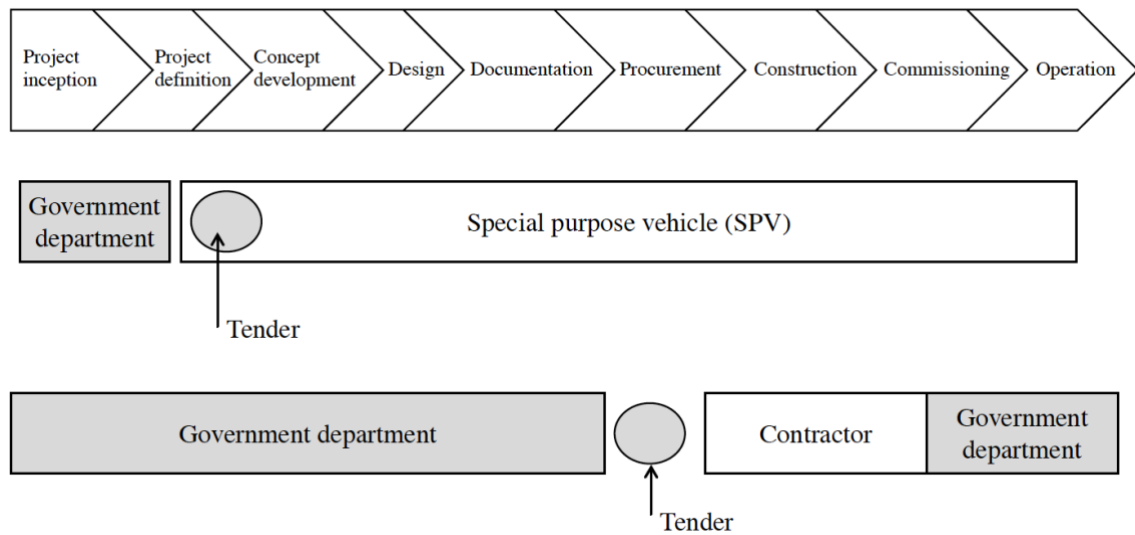 Project
inception
Project
definition
Concept
development
Design
Documentation
Procurement
Construction
Commissioning
Operation
Government
department
Special purpose vehicle (SPV)
Tender
Government department
Contractor
Government
department
Tender